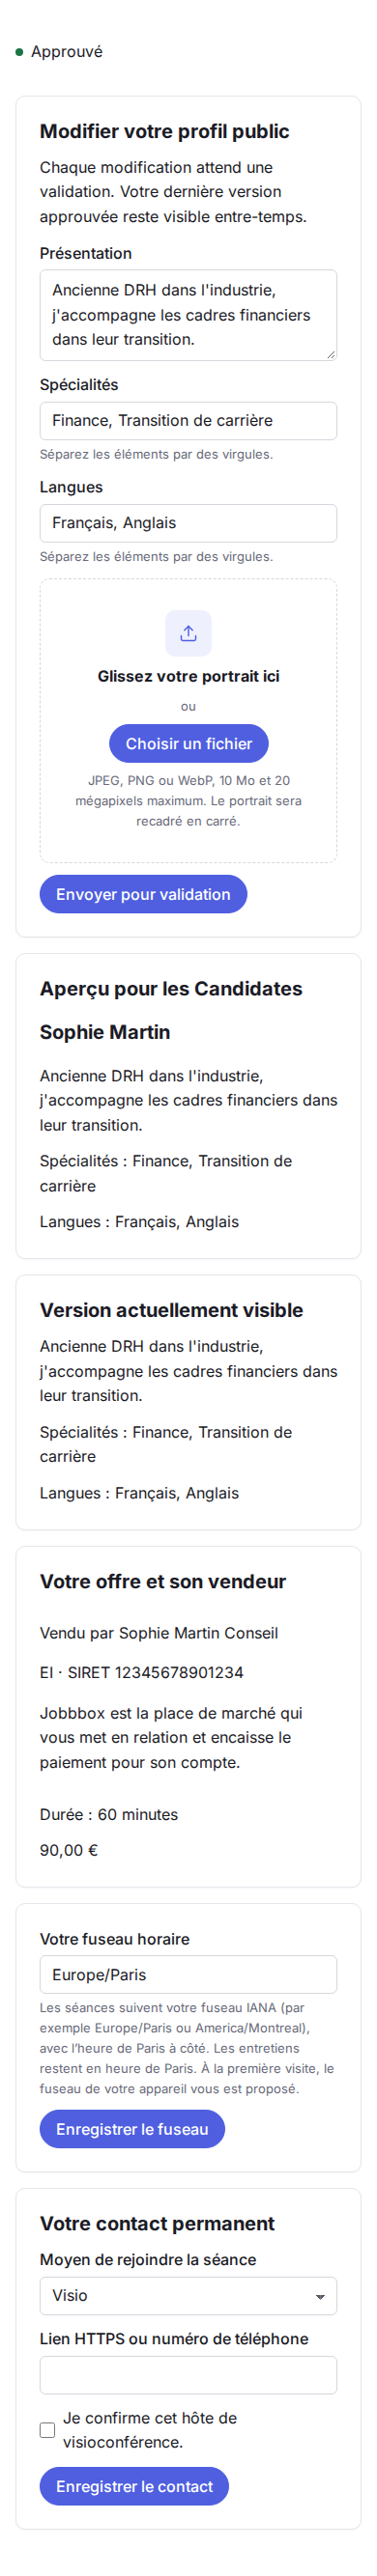 Approuvé
Modifier votre profil public
Chaque modification attend une
validation. Votre dernière version
approuvée reste visible entre-temps.
Présentation
Ancienne DRH dans l'industrie,
j'accompagne les cadres financiers
dans leur transition.
Spécialités
Finance, Transition de carrière
Séparez les éléments par des virgules.
Langues
Français, Anglais
Séparez les éléments par des virgules.
Glissez votre portrait ici
ou
Choisir un fichier
JPEG, PNG ou WebP, 10 Mo et 20
mégapixels maximum. Le portrait sera
recadré en carré.
Envoyer pour validation
Aperçu pour les Candidates
Sophie Martin
Ancienne DRH dans l'industrie,
j'accompagne les cadres financiers dans
leur transition.
Spécialités : Finance, Transition de
carrière
Langues : Français, Anglais
Version actuellement visible
Ancienne DRH dans l'industrie,
j'accompagne les cadres financiers dans
leur transition.
Spécialités : Finance, Transition de
carrière
Langues : Français, Anglais
Votre offre et son vendeur
Vendu par Sophie Martin Conseil
EI · SIRET 12345678901234
Jobbbox est la place de marché qui
vous met en relation et encaisse le
paiement pour son compte.
Durée : 60 minutes
90,00 €
Votre fuseau horaire
Europe/Paris
Les séances suivent votre fuseau IANA (par
exemple Europe/Paris ou America/Montreal),
avec l’heure de Paris à côté. Les entretiens
restent en heure de Paris. À la première visite, le
fuseau de votre appareil vous est proposé.
Enregistrer le fuseau
Votre contact permanent
Moyen de rejoindre la séance
Visio
Lien HTTPS ou numéro de téléphone
Je confirme cet hôte de
visioconférence.
Enregistrer le contact